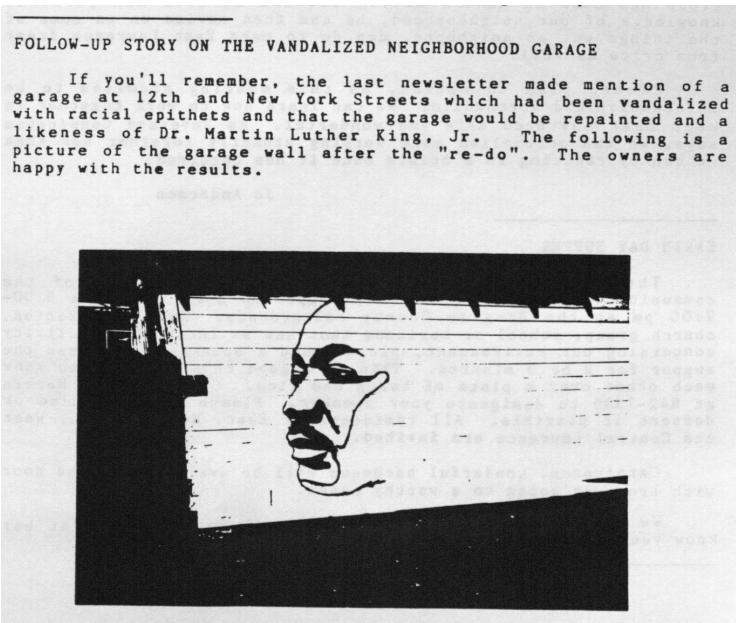 FOLLOW-UP STORY ON THE VANDALIZED NEIGHBORHOOD GARAGE
If you'll remember, the last newsletter made mention of a
garage at 12th and New York Streets which had been vandalized
with racial epithets and that the garage would be repainted and a
likeness of Dr. Martin Luther King, Jr. The following is a
picture of the garage wall after the "re-do". The owners are
happy with the results.